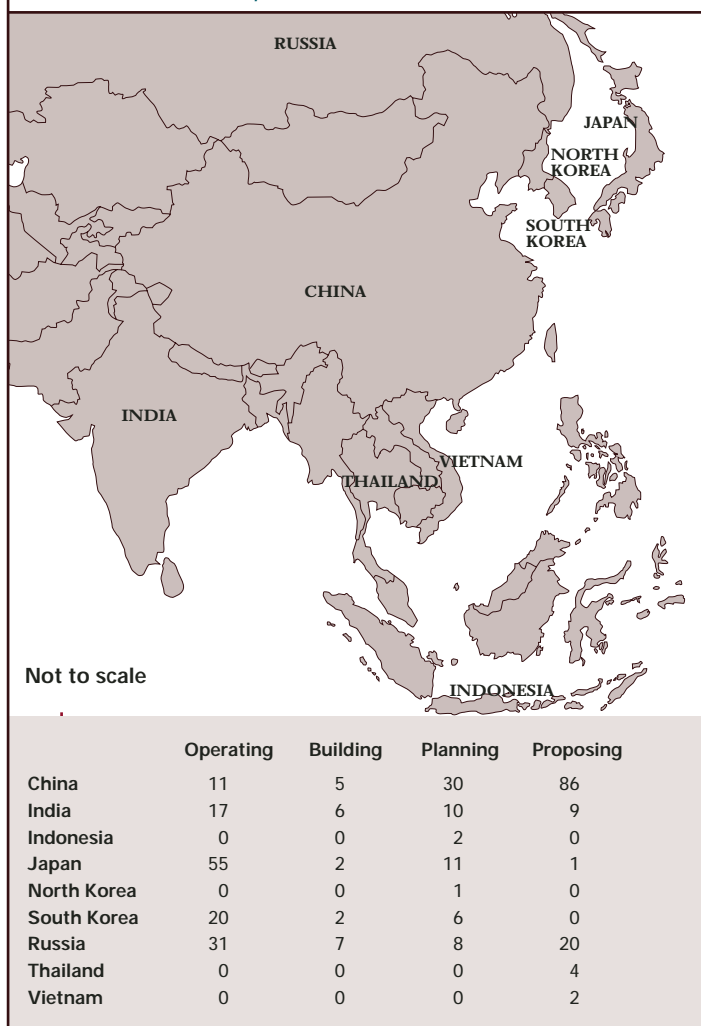 RUSSIA
JAPAN
NORTH
KOREA
SOUTH
KOREA
CHINA
INDIA
VIETNAM
THAILAND
Not to scale
INDONESIA
Operating Building Planning Proposing
China 11 5 30 86
India 17 6 10 9
Indonesia 0 0 2 0
Japan 55 2 11 1
North Korea 0 0 1 0
South Korea 20 2 6 0
Russia 31 7 8 20
Thailand 0 0 0 4
Vietnam 0 0 0 2